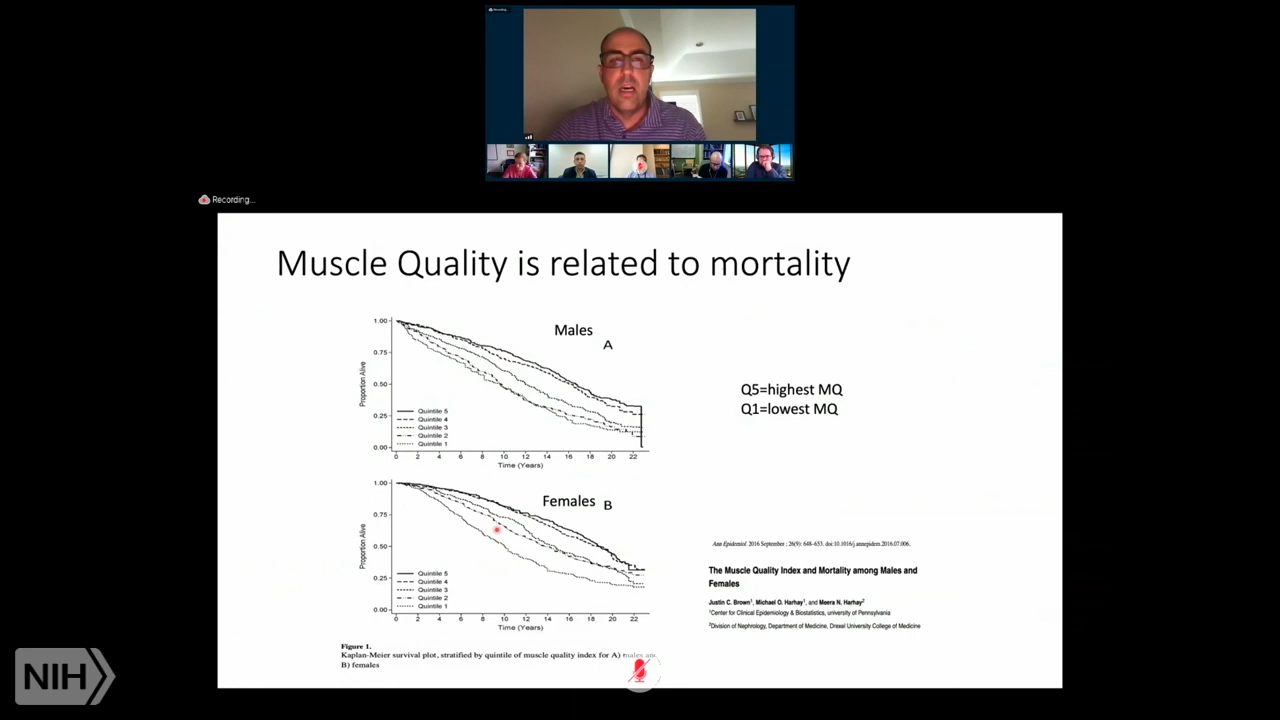 Recording...
Recording...
Muscle Quality is related to mortality
Males
A
1.00
0.75
0.50
0.25
0.00
Proportion Alive
Quintile 5
Quintile 4
Quintile 3
Quintile 2
Quintile 1
0 2 4 6 8 10 12 14 16 18 20 22
Time (Years)
Q5=highest MQ
Q1=lowest MQ
Females
B
1.00
0.75
0.50
0.25
0.00
Proportion Alive
Quintile 5
Quintile 4
Quintile 3
Quintile 2
Quintile 1
0 2 4 6 8 10 12 14 16 18 20 22
Time (Years)
Ann Epidemiol. 2016 September ; 26(9): 648–653. doi:10.1016/j.annepidem.2016.07.006.
The Muscle Quality Index and Mortality among Males and
Females
Justin C. Brown1, Michael O. Harhay1, and Meera N. Harhay2
1Center for Clinical Epidemiology & Biostatistics, university of Pennsylvania
2Division of Nephrology, Department of Medicine, Drexel University College of Medicine
Figure 1.
Kaplan-Meier survival plot, stratified by quintile of muscle quality index for A) males an
B) females
NIH